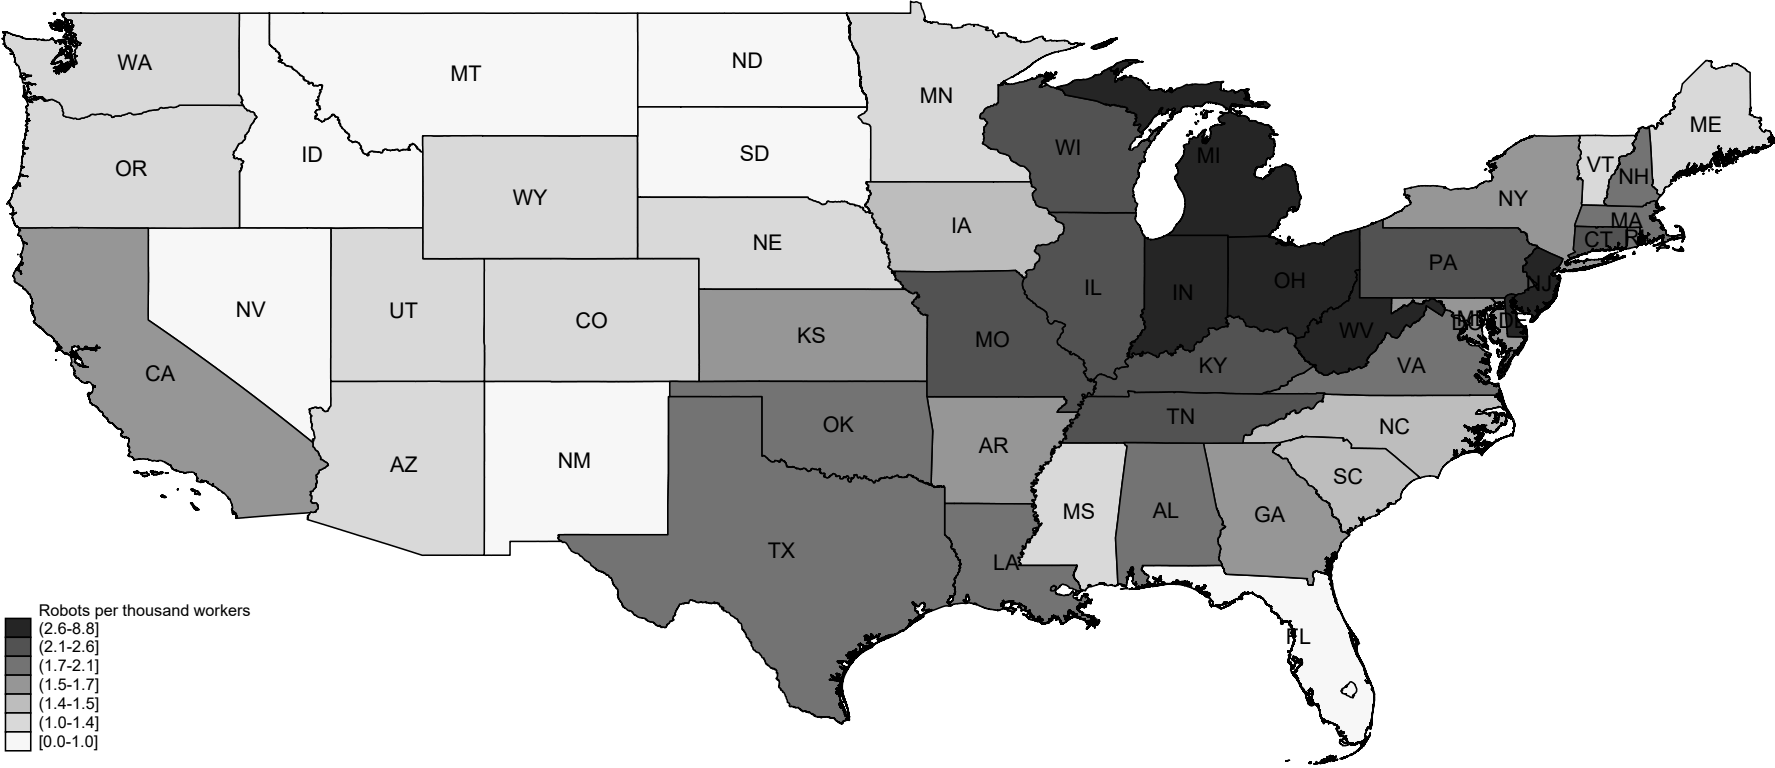 WA
MT
ND
MN
OR
ID
WY
SD
WI
MI
ME
VT
NH
NY
MA
CT
NE
IA
PA
NV
UT
CO
KS
MO
IL
IN
OH
NJ
WV
DE
CA
KY
VA
AZ
NM
OK
AR
TN
NC
SC
TX
LA
MS
AL
GA
FL
Robots per thousand workers
(2.6-8.8]
(2.1-2.6]
(1.7-2.1]
(1.5-1.7]
(1.4-1.5]
(1.0-1.4]
[0.0-1.0]